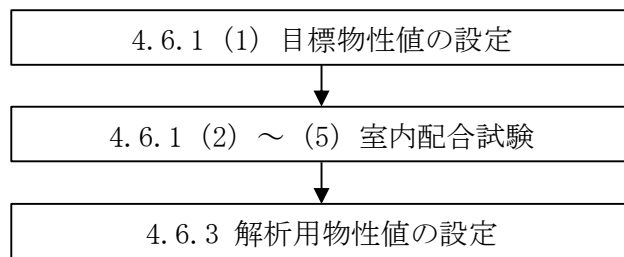 4.6.1 (1) 目標物性値の設定
4.6.1 (2) ~ (5) 室内配合試験
4.6.3 解析用物性値の設定